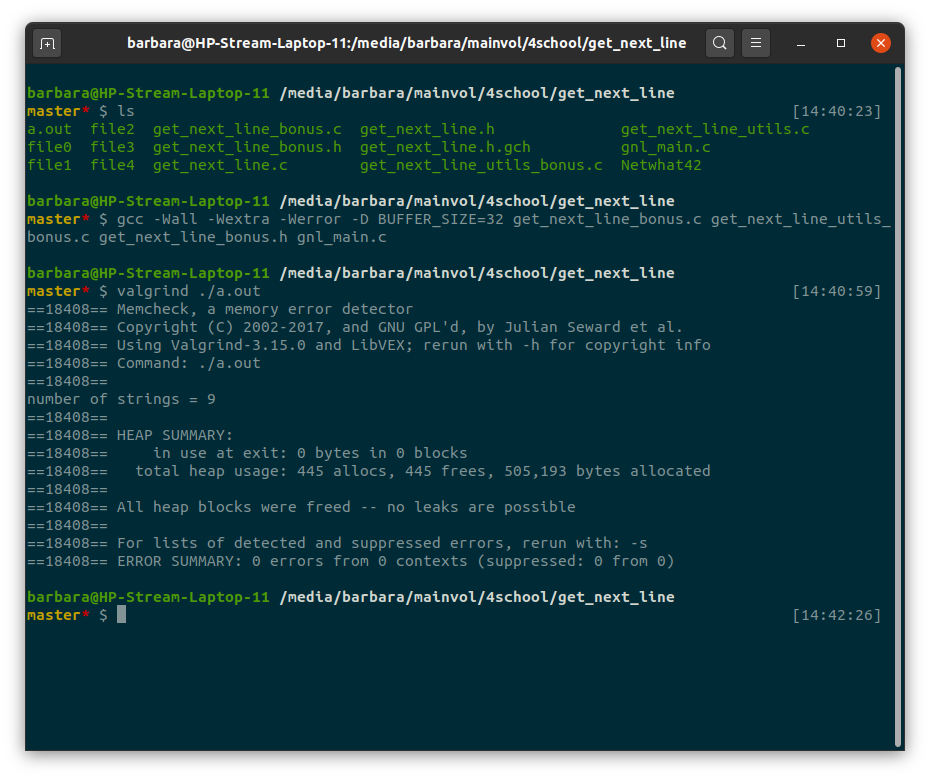 barbara@HP-Stream-Laptop-11:/media/barbara/mainvol/4school/get_next_line
barbara@HP-Stream-Laptop-11 /media/barbara/mainvol/4school/get_next_line
master* $ ls [14:40:23]
a.out  file2  get_next_line_bonus.c  get_next_line.h              get_next_line_utils.c
file0  file3  get_next_line_bonus.h  get_next_line.h.gch          gnl_main.c
file1  file4  get_next_line.c        get_next_line_utils_bonus.c  Netwhat42
barbara@HP-Stream-Laptop-11 /media/barbara/mainvol/4school/get_next_line
master* $ gcc -Wall -Wextra -Werror -D BUFFER_SIZE=32 get_next_line_bonus.c get_next_line_utils_
bonus.c get_next_line_bonus.h gnl_main.c
barbara@HP-Stream-Laptop-11 /media/barbara/mainvol/4school/get_next_line
master* $ valgrind ./a.out [14:40:59]
==18408== Memcheck, a memory error detector
==18408== Copyright (C) 2002-2017, and GNU GPL'd, by Julian Seward et al.
==18408== Using Valgrind-3.15.0 and LibVEX; rerun with -h for copyright info
==18408== Command: ./a.out
==18408==
number of strings = 9
==18408==
==18408== HEAP SUMMARY:
==18408==     in use at exit: 0 bytes in 0 blocks
==18408==   total heap usage: 445 allocs, 445 frees, 505,193 bytes allocated
==18408==
==18408== All heap blocks were freed -- no leaks are possible
==18408==
==18408== For lists of detected and suppressed errors, rerun with: -s
==18408== ERROR SUMMARY: 0 errors from 0 contexts (suppressed: 0 from 0)
barbara@HP-Stream-Laptop-11 /media/barbara/mainvol/4school/get_next_line
master* $ [14:42:26]